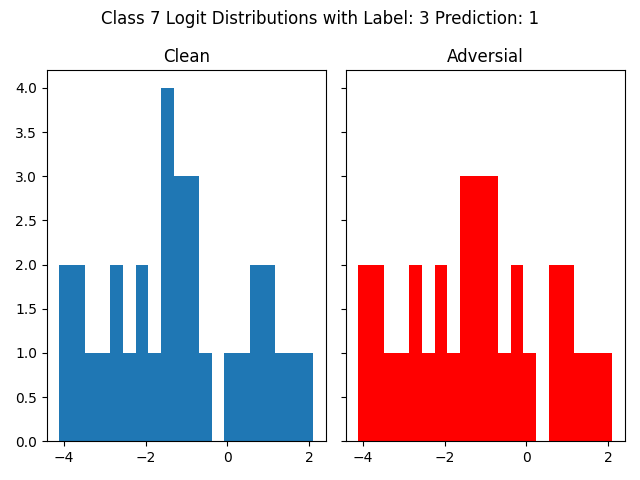 Class 7 Logit Distributions with Label: 3 Prediction: 1
Clean
Adversial
4.0
3.5
3.0
2.5
2.0
1.5
1.0
0.5
0.0
−4 −2 0 2
−4 −2 0 2